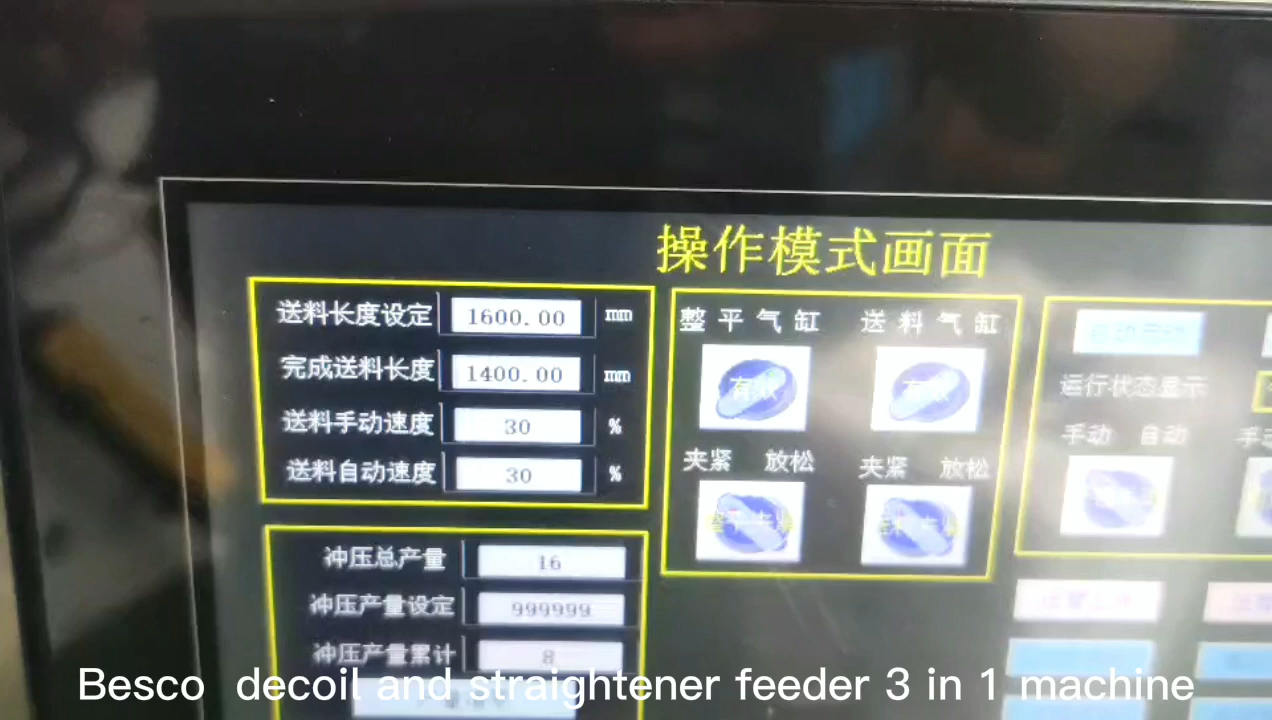 操作模式画面
送料长度设定 1600.00 mm
完成送料长度 1400.00 mm
送料手动速度 30 %
送料自动速度 30 %
整平气缸 送料气缸
有效 有效
夹紧 放松 夹紧 放松
运行状态显示
手动 自动
冲压总产量 16
冲压产量设定 999999
冲压产量累计 8
Besco decoil and straightener feeder 3 in 1 machine